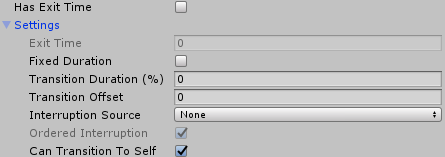 Has Exit Time
Settings
Exit Time 0
Fixed Duration
Transition Duration (%) 0
Transition Offset 0
Interruption Source None
Ordered Interruption
Can Transition To Self